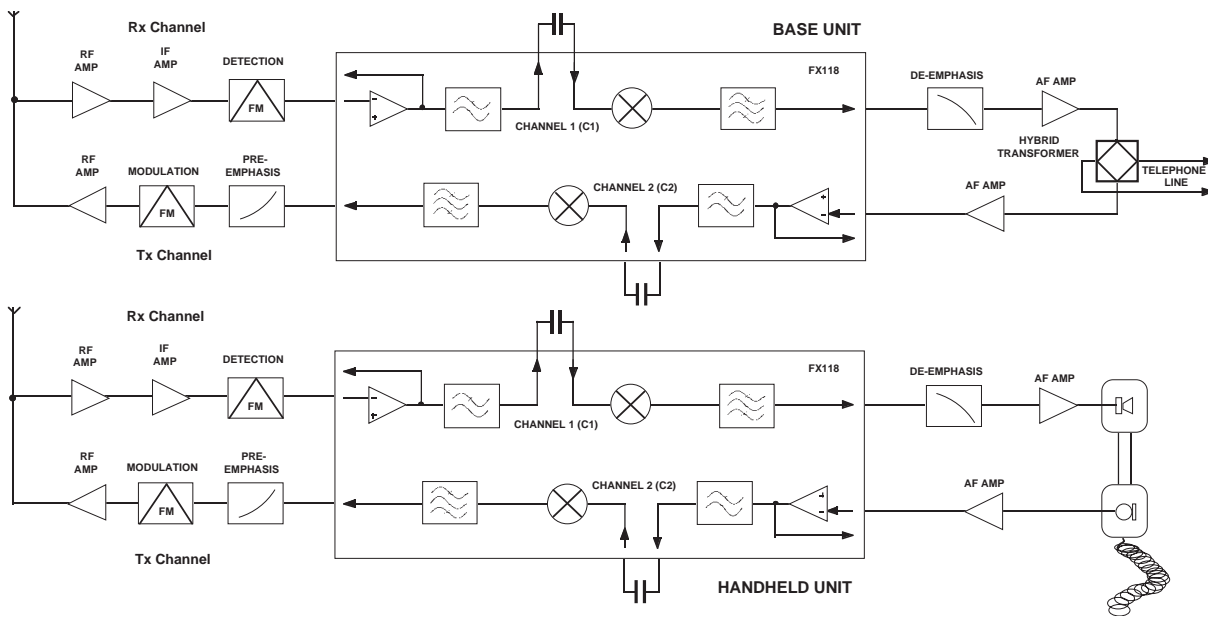 Rx Channel
BASE UNIT
RF
AMP
IF
AMP
DETECTION
FM
FX118
DE-EMPHASIS
AF AMP
CHANNEL 1 (C1)
HYBRID
TRANSFORMER
RF
AMP
MODULATION
FM
PRE-
EMPHASIS
CHANNEL 2 (C2)
AF AMP
TELEPHONE
LINE
Tx Channel
Rx Channel
RF
AMP
IF
AMP
DETECTION
FM
FX118
DE-EMPHASIS
AF AMP
CHANNEL 1 (C1)
RF
AMP
MODULATION
FM
PRE-
EMPHASIS
CHANNEL 2 (C2)
AF AMP
Tx Channel
HANDHELD UNIT